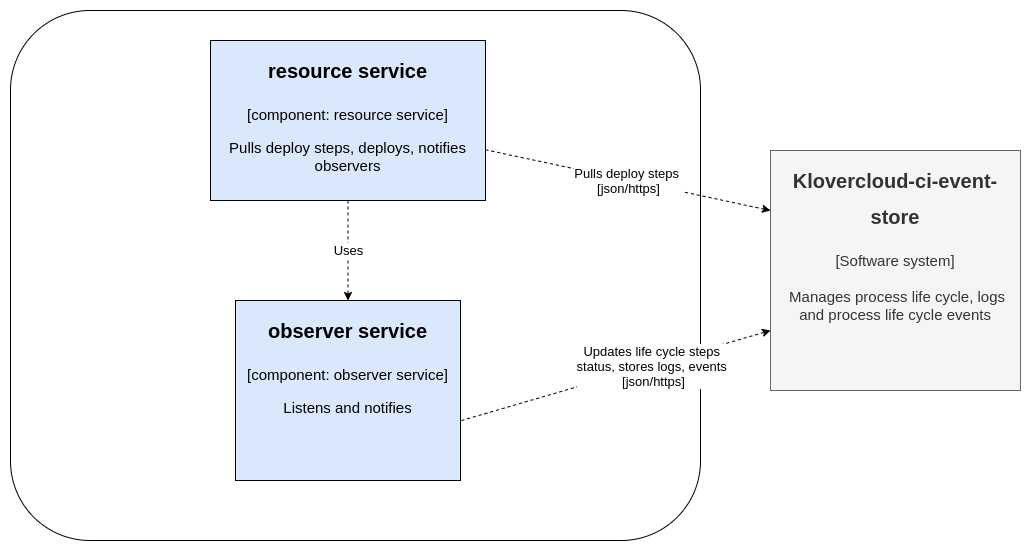 resource service
[component: resource service]
Pulls deploy steps, deploys, notifies
observers
Pulls deploy steps
[json/https]
Klovercloud-ci-event-
store
[Software system]
Manages process life cycle, logs
and process life cycle events
Uses
observer service
[component: observer service]
Listens and notifies
Updates life cycle steps
status, stores logs, events
[json/https]